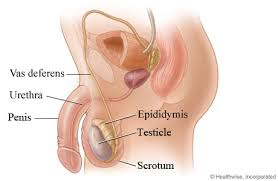 Vas deferens
Urethra
Penis
Epididymis
Testicle
Scrotum
© Healthwise, Incorporated